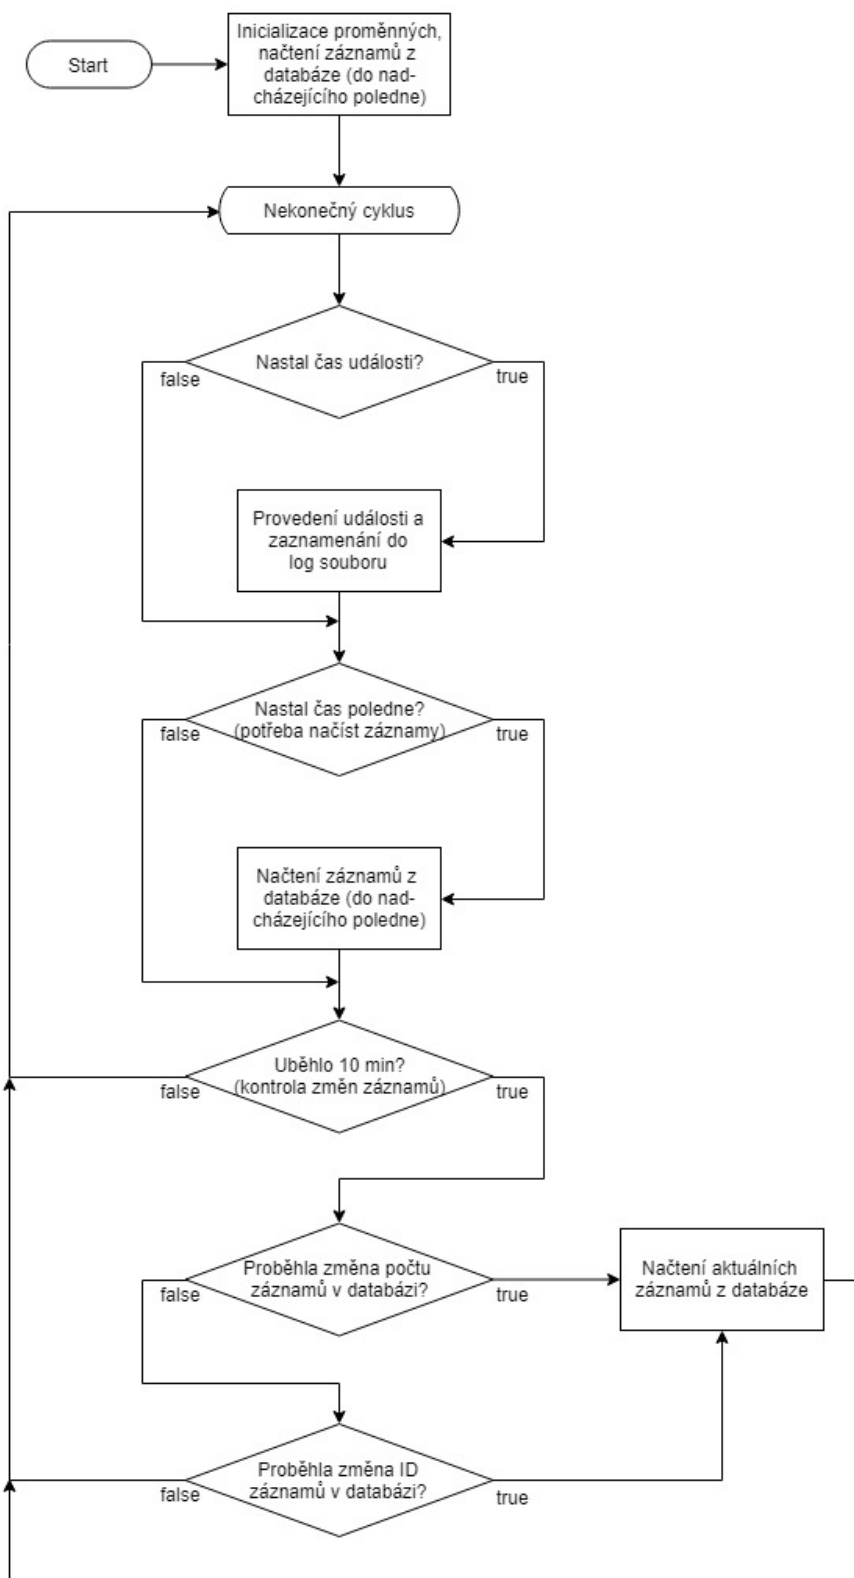 Start
Inicializace proměnných,
načtení záznamů z
databáze (do nad-
cházejícího poledne)
Nekonečný cyklus
Nastal čas události?
false
true
Provedení události a
zaznamenání do
log souboru
Nastal čas poledne?
(potřeba načíst záznamy)
false
true
Načtení záznamů z
databáze (do nad-
cházejícího poledne)
Uběhlo 10 min?
(kontrola změn záznamů)
false
true
Proběhla změna počtu
záznamů v databázi?
false
true
Načtení aktuálních
záznamů z databáze
Proběhla změna ID
záznamů v databázi?
false
true